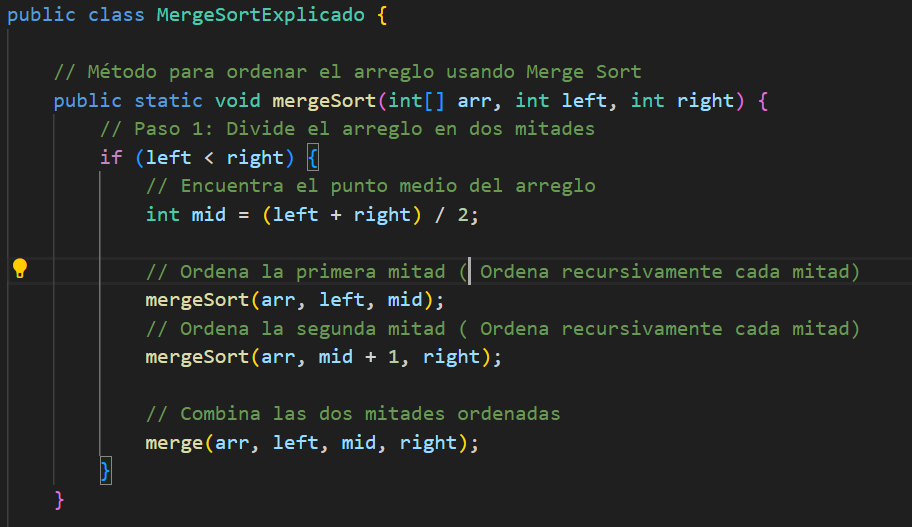 public class MergeSortExplicado {
// Método para ordenar el arreglo usando Merge Sort
public static void mergeSort(int[] arr, int left, int right) {
// Paso 1: Divide el arreglo en dos mitades
if (left < right) {
// Encuentra el punto medio del arreglo
int mid = (left + right) / 2;
// Ordena la primera mitad ( Ordena recursivamente cada mitad)
mergeSort(arr, left, mid);
// Ordena la segunda mitad ( Ordena recursivamente cada mitad)
mergeSort(arr, mid + 1, right);
// Combina las dos mitades ordenadas
merge(arr, left, mid, right);
}
}